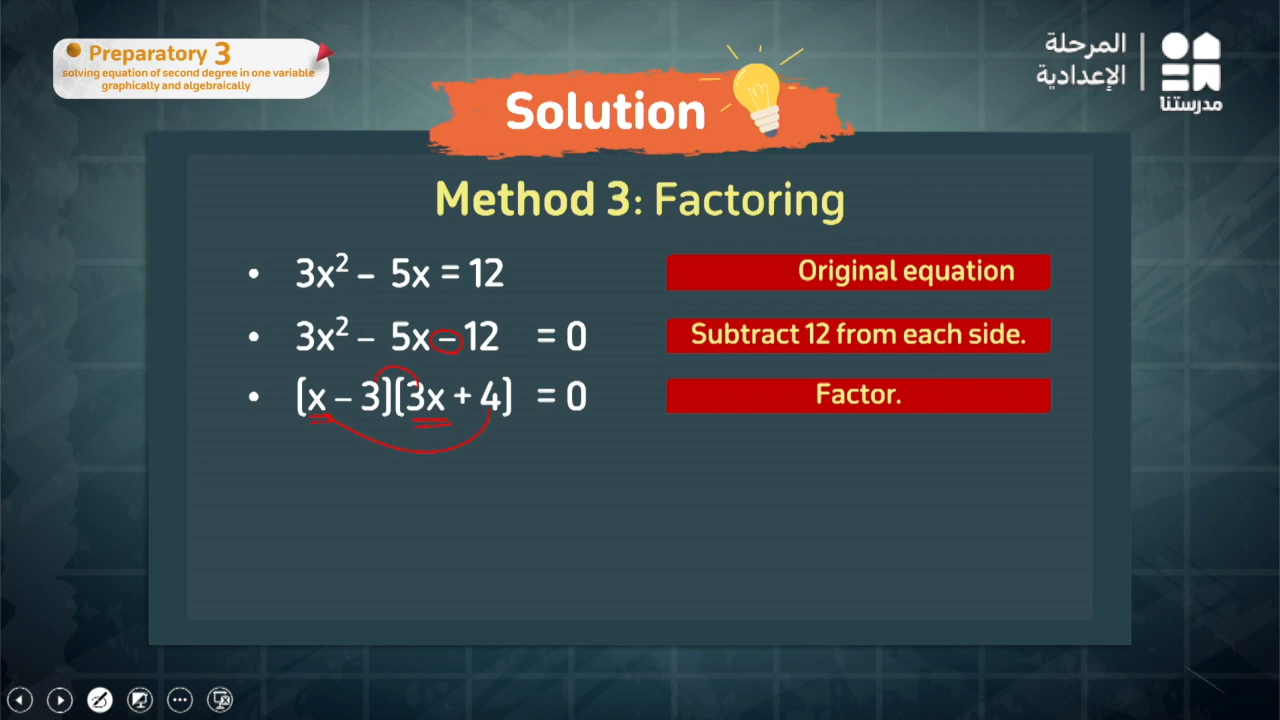 Preparatory 3
solving equation of second degree in one variable
graphically and algebraically
المرحلة
الإعدادية
مدرستنا
Solution
Method 3: Factoring
• 3x² – 5x = 12
Original equation
• 3x² – 5x – 12 = 0
Subtract 12 from each side.
• (x – 3)(3x + 4) = 0
Factor.